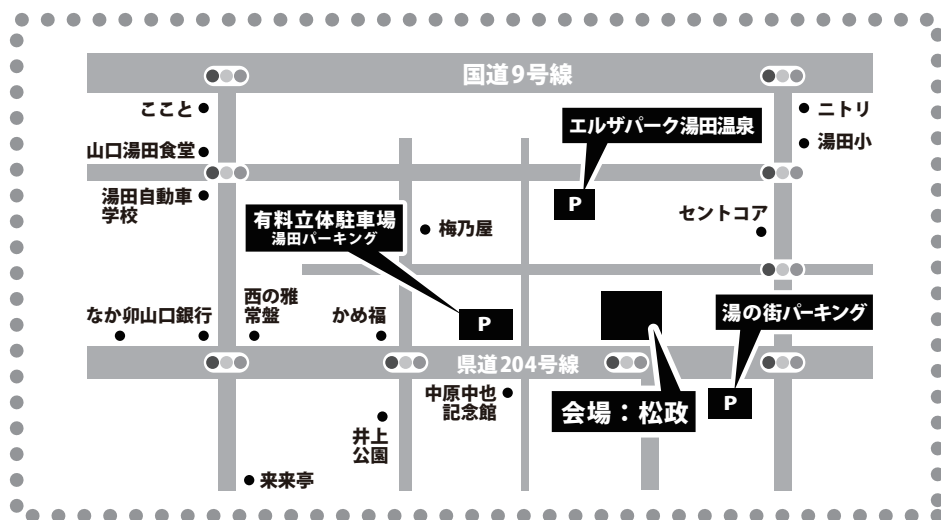 国道9号線
ここと
ニトリ
エルザパーク湯田温泉
山口湯田食堂
湯田小
湯田自動車
学校
P
有料立体駐車場
湯田パーキング
梅乃屋
セントコア
なか卯
山口銀行
西の雅
常盤
かめ福
P
湯の街パーキング
県道204号線
中原中也
記念館
会場：松政
P
井上
公園
来来亭